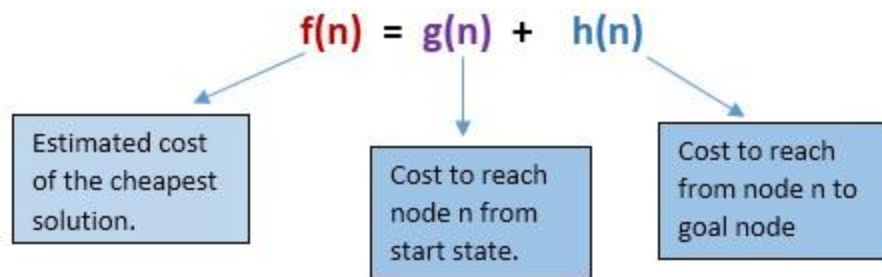 f(n) = g(n) + h(n)
Estimated cost
of the cheapest
solution.
Cost to reach
node n from
start state.
Cost to reach
from node n to
goal node